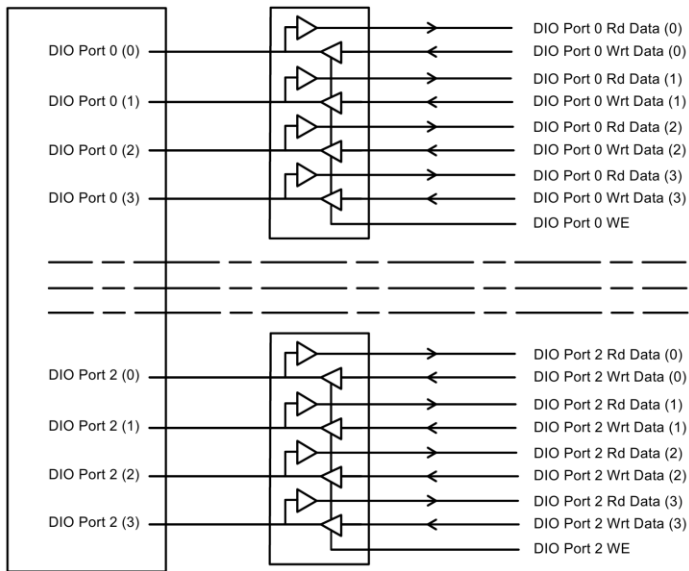 DIO Port 0 Rd Data (0)
DIO Port 0 (0)
DIO Port 0 Wrt Data (0)
DIO Port 0 Rd Data (1)
DIO Port 0 (1)
DIO Port 0 Wrt Data (1)
DIO Port 0 Rd Data (2)
DIO Port 0 (2)
DIO Port 0 Wrt Data (2)
DIO Port 0 Rd Data (3)
DIO Port 0 (3)
DIO Port 0 Wrt Data (3)
DIO Port 0 WE
DIO Port 2 Rd Data (0)
DIO Port 2 (0)
DIO Port 2 Wrt Data (0)
DIO Port 2 Rd Data (1)
DIO Port 2 (1)
DIO Port 2 Wrt Data (1)
DIO Port 2 Rd Data (2)
DIO Port 2 (2)
DIO Port 2 Wrt Data (2)
DIO Port 2 Rd Data (3)
DIO Port 2 (3)
DIO Port 2 Wrt Data (3)
DIO Port 2 WE